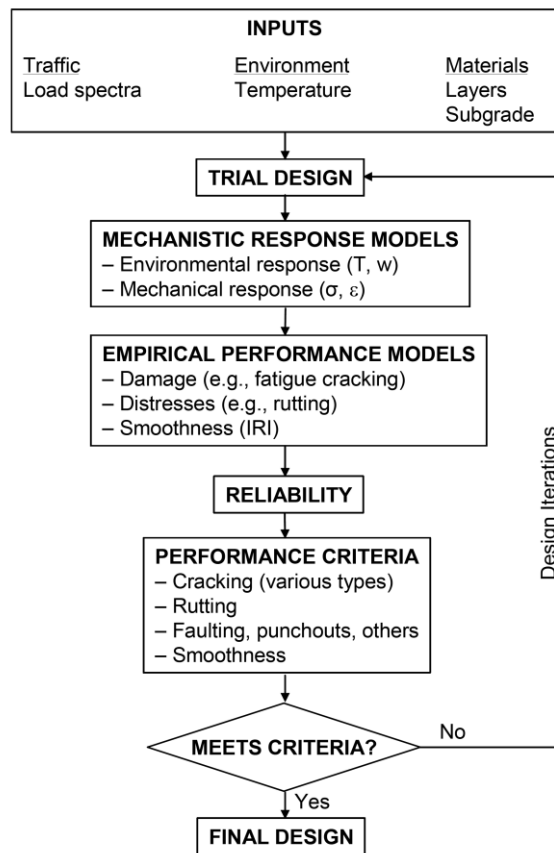 INPUTS
Traffic Environment Materials
Load spectra Temperature Layers
Subgrade
TRIAL DESIGN
MECHANISTIC RESPONSE MODELS
– Environmental response (T, w)
– Mechanical response (σ, ε)
EMPIRICAL PERFORMANCE MODELS
– Damage (e.g., fatigue cracking)
– Distresses (e.g., rutting)
– Smoothness (IRI)
RELIABILITY
PERFORMANCE CRITERIA
– Cracking (various types)
– Rutting
– Faulting, punchouts, others
– Smoothness
MEETS CRITERIA?
No
Design Iterations
Yes
FINAL DESIGN